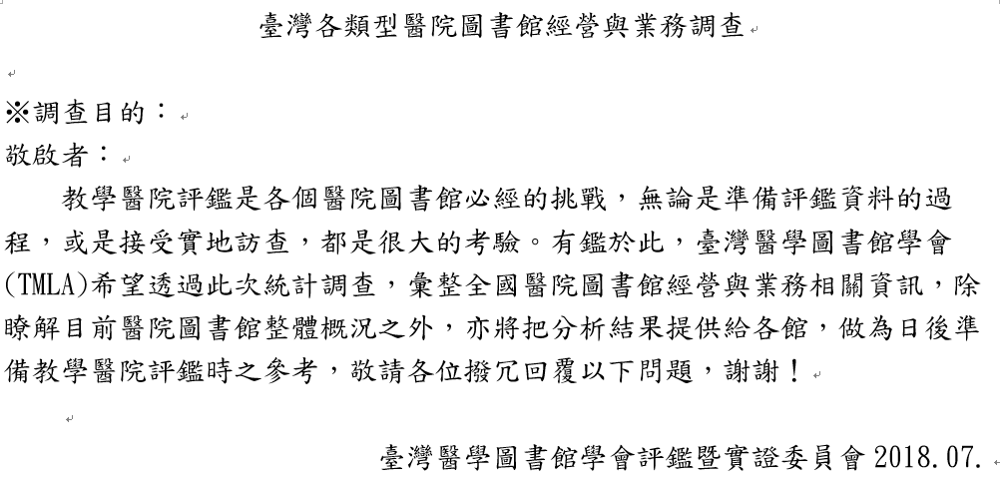 臺灣各類型醫院圖書館經營與業務調查
※調查目的：
敬啟者：
教學醫院評鑑是各個醫院圖書館必經的挑戰，無論是準備評鑑資料的過
程，或是接受實地訪查，都是很大的考驗。有鑑於此，臺灣醫學圖書館學會
(TMLA)希望透過此次統計調查，彙整全國醫院圖書館經營與業務相關資訊，除
瞭解目前醫院圖書館整體概況之外，亦將把分析結果提供給各館，做為日後準
備教學醫院評鑑時之參考，敬請各位撥冗回覆以下問題，謝謝！
臺灣醫學圖書館學會評鑑暨實證委員會 2018.07.